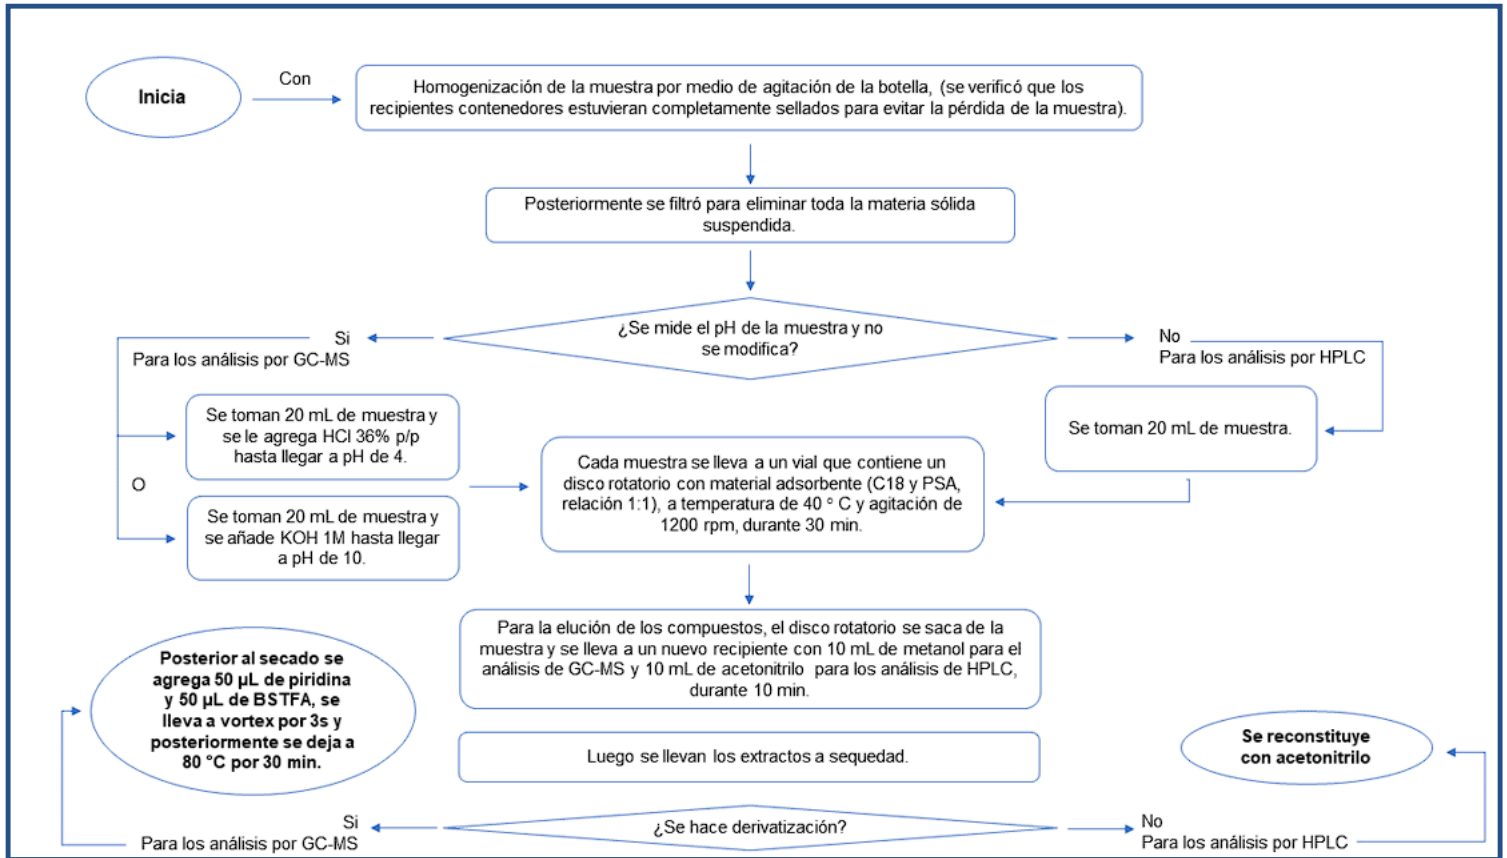 Inicia
Con
Homogenización de la muestra por medio de agitación de la botella, (se verificó que los
recipientes contenedores estuvieran completamente sellados para evitar la pérdida de la muestra).
Posteriormente se filtró para eliminar toda la materia sólida
suspendida.
¿Se mide el pH de la muestra y no
se modifica?
Si
Para los análisis por GC-MS
No
Para los análisis por HPLC
Se toman 20 mL de muestra y
se le agrega HCl 36% p/p
hasta llegar a pH de 4.
O
Se toman 20 mL de muestra y
se añade KOH 1M hasta llegar
a pH de 10.
Se toman 20 mL de muestra.
Cada muestra se lleva a un vial que contiene un
disco rotatorio con material adsorbente (C18 y PSA,
relación 1:1), a temperatura de 40 ° C y agitación de
1200 rpm, durante 30 min.
Para la elución de los compuestos, el disco rotatorio se saca de la
muestra y se lleva a un nuevo recipiente con 10 mL de metanol para el
análisis de GC-MS y 10 mL de acetonitrilo para los análisis de HPLC,
durante 10 min.
Luego se llevan los extractos a sequedad.
¿Se hace derivatización?
Si
Para los análisis por GC-MS
Posterior al secado se
agrega 50 µL de piridina
y 50 µL de BSTFA, se
lleva a vortex por 3s y
posteriormente se deja a
80 °C por 30 min.
No
Para los análisis por HPLC
Se reconstituye
con acetonitrilo